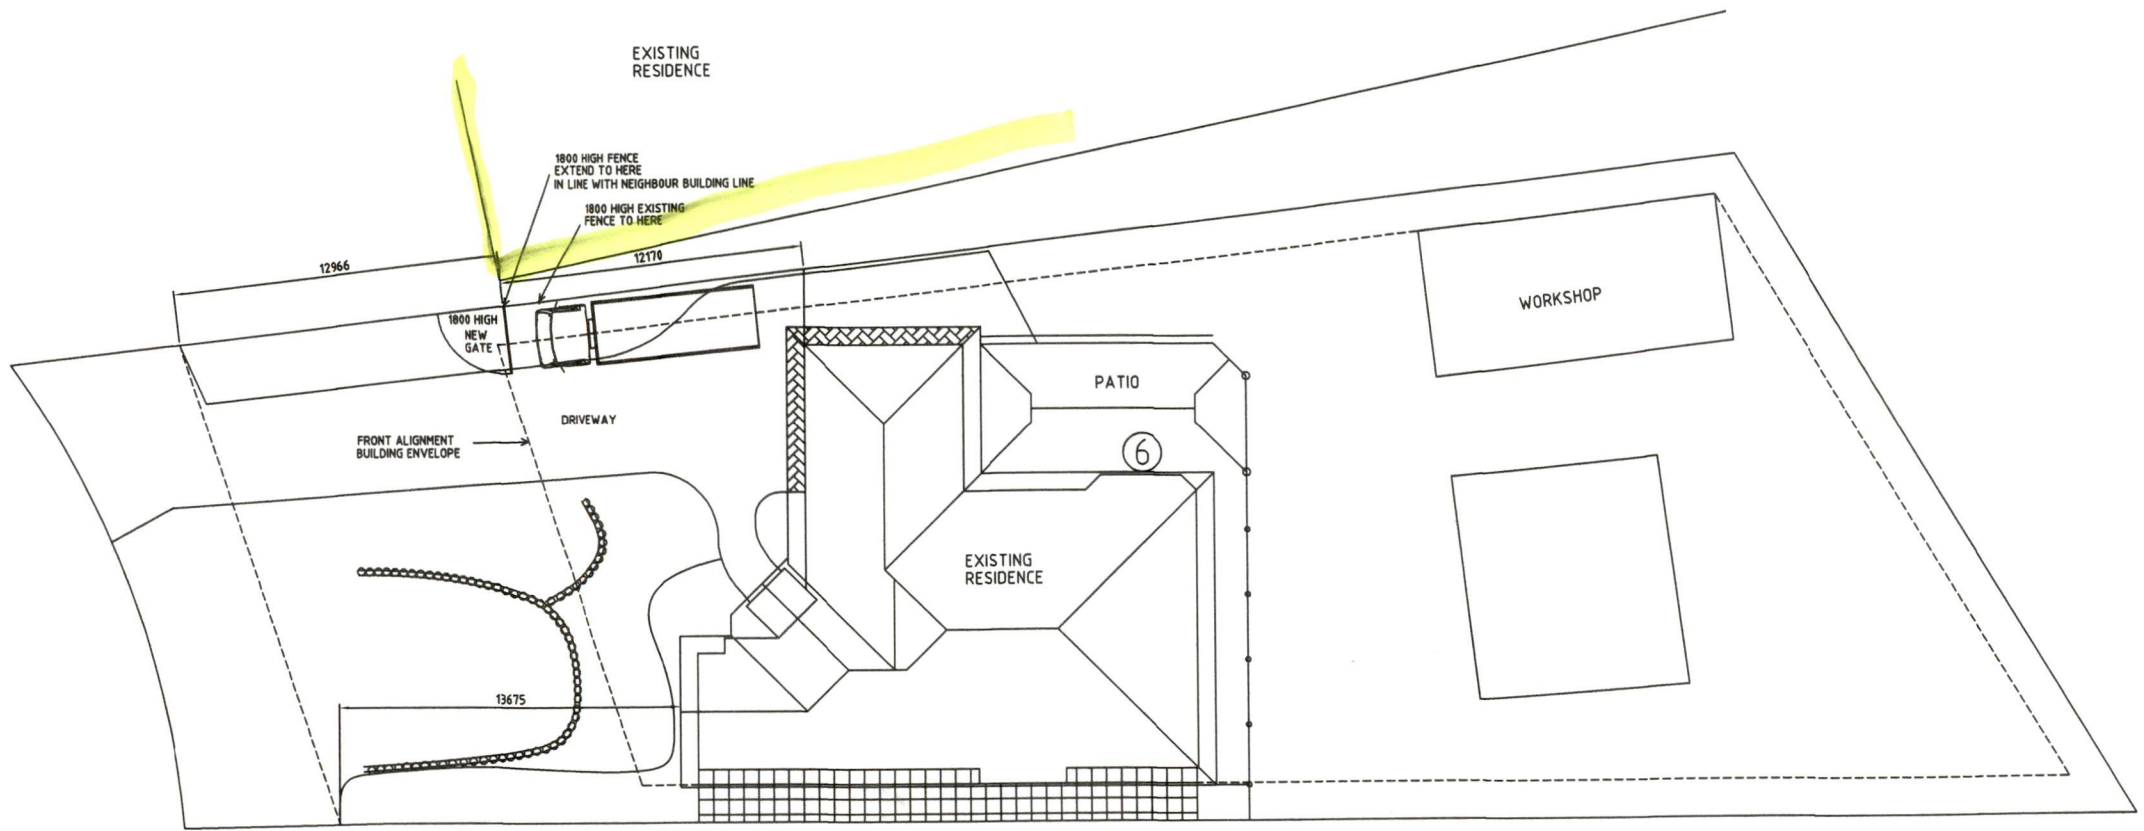 EXISTING
RESIDENCE
1800 HIGH FENCE
EXTEND TO HERE
IN LINE WITH NEIGHBOUR BUILDING LINE
1800 HIGH EXISTING
FENCE TO HERE
12966
12170
1800 HIGH
NEW
GATE
WORKSHOP
PATIO
DRIVEWAY
FRONT ALIGNMENT
BUILDING ENVELOPE
6
EXISTING
RESIDENCE
13675